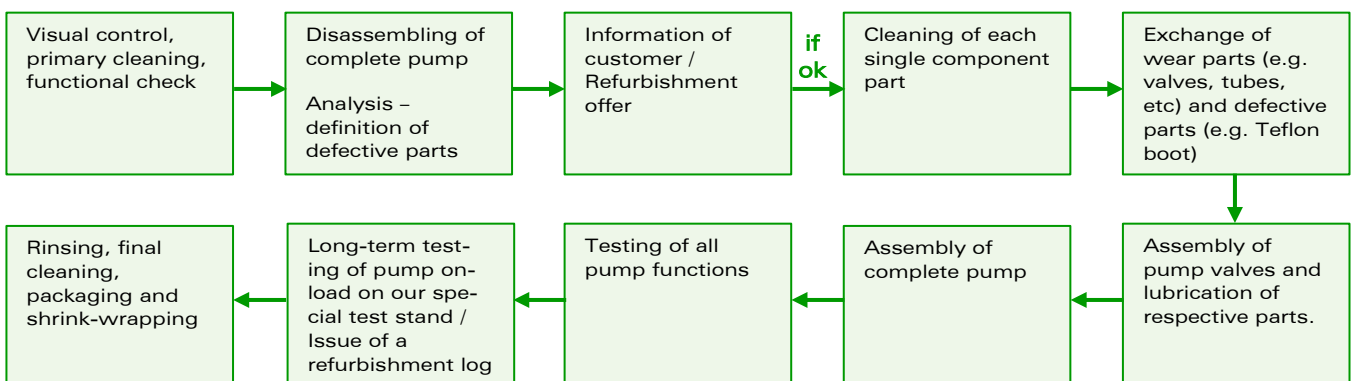 Visual control,
primary cleaning,
functional check
Disassembling of
complete pump
Analysis –
definition of
defective parts
Information of
customer /
Refurbishment
offer
if
ok
Cleaning of each
single component
part
Exchange of
wear parts (e.g.
valves, tubes,
etc) and defective
parts (e.g. Teflon
boot)
Assembly of
pump valves and
lubrication of
respective parts.
Assembly of
complete pump
Testing of all
pump functions
Long-term test-
ing of pump on-
load on our spe-
cial test stand /
Issue of a
refurbishment log
Rinsing, final
cleaning,
packaging and
shrink-wrapping